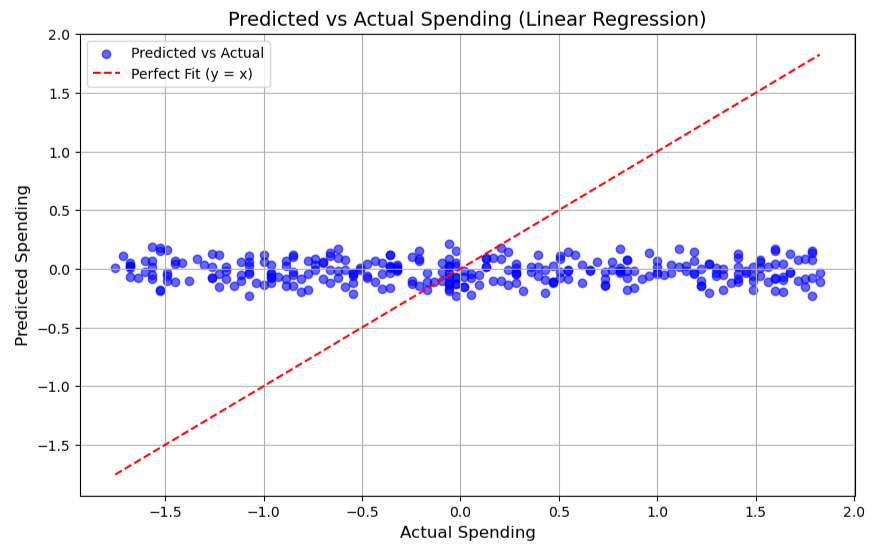 Predicted vs Actual Spending (Linear Regression)
Predicted vs Actual
Perfect Fit (y = x)
2.0
1.5
1.0
0.5
0.0
−0.5
−1.0
−1.5
Predicted Spending
−1.5 −1.0 −0.5 0.0 0.5 1.0 1.5 2.0
Actual Spending